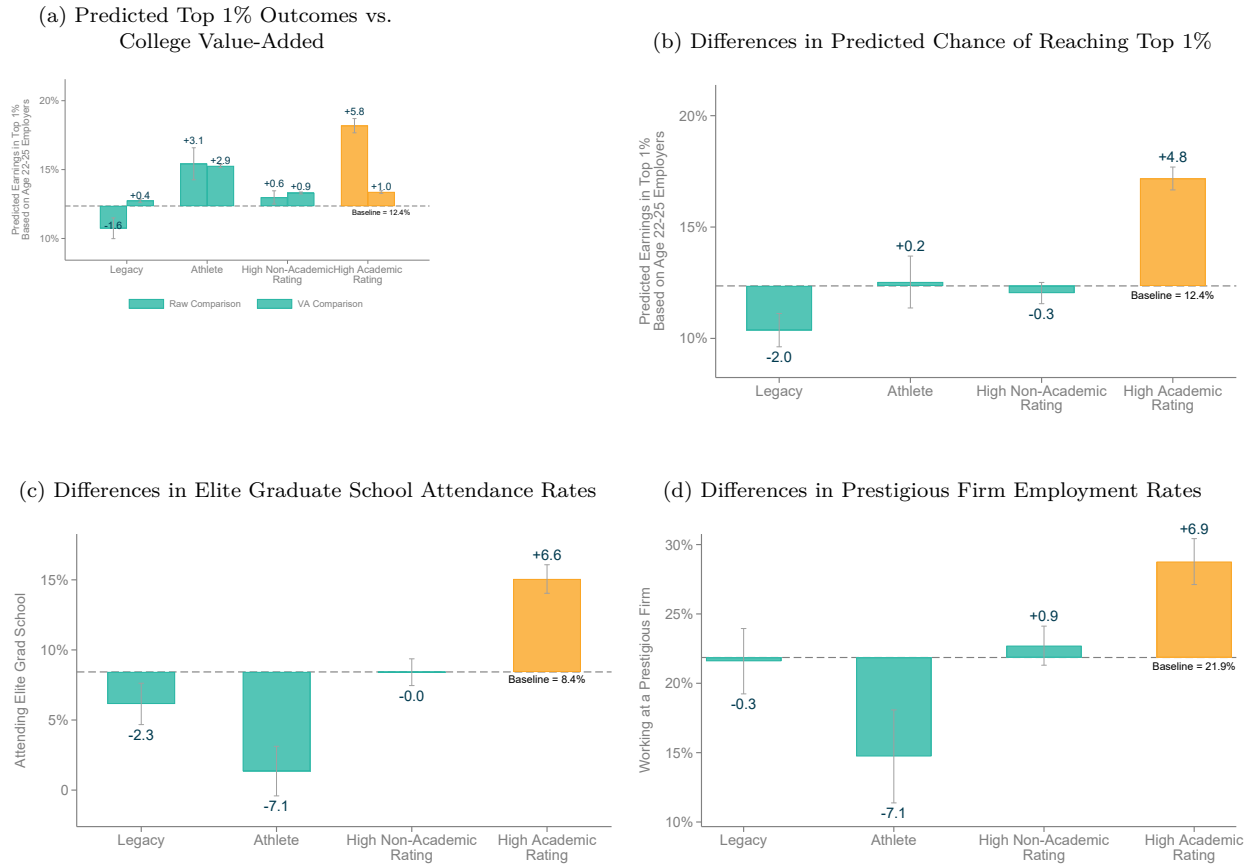 (a) Predicted Top 1% Outcomes vs.
College Value-Added
Predicted Earnings in Top 1%
Based on Age 22-25 Employers
20%
15%
10%
-1.6
+0.4
+3.1
+2.9
+0.6
+0.9
+5.8
+1.0
Baseline = 12.4%
Legacy
Athlete
High Non-Academic
Rating
High Academic
Rating
Raw Comparison
VA Comparison
(b) Differences in Predicted Chance of Reaching Top 1%
Predicted Earnings in Top 1%
Based on Age 22-25 Employers
20%
15%
10%
-2.0
+0.2
-0.3
+4.8
Baseline = 12.4%
Legacy
Athlete
High Non-Academic
Rating
High Academic
Rating
(c) Differences in Elite Graduate School Attendance Rates
Attending Elite Grad School
15%
10%
5%
0
-2.3
-7.1
-0.0
+6.6
Baseline = 8.4%
Legacy
Athlete
High Non-Academic
Rating
High Academic
Rating
(d) Differences in Prestigious Firm Employment Rates
Working at a Prestigious Firm
30%
25%
20%
15%
10%
-0.3
-7.1
+0.9
+6.9
Baseline = 21.9%
Legacy
Athlete
High Non-Academic
Rating
High Academic
Rating